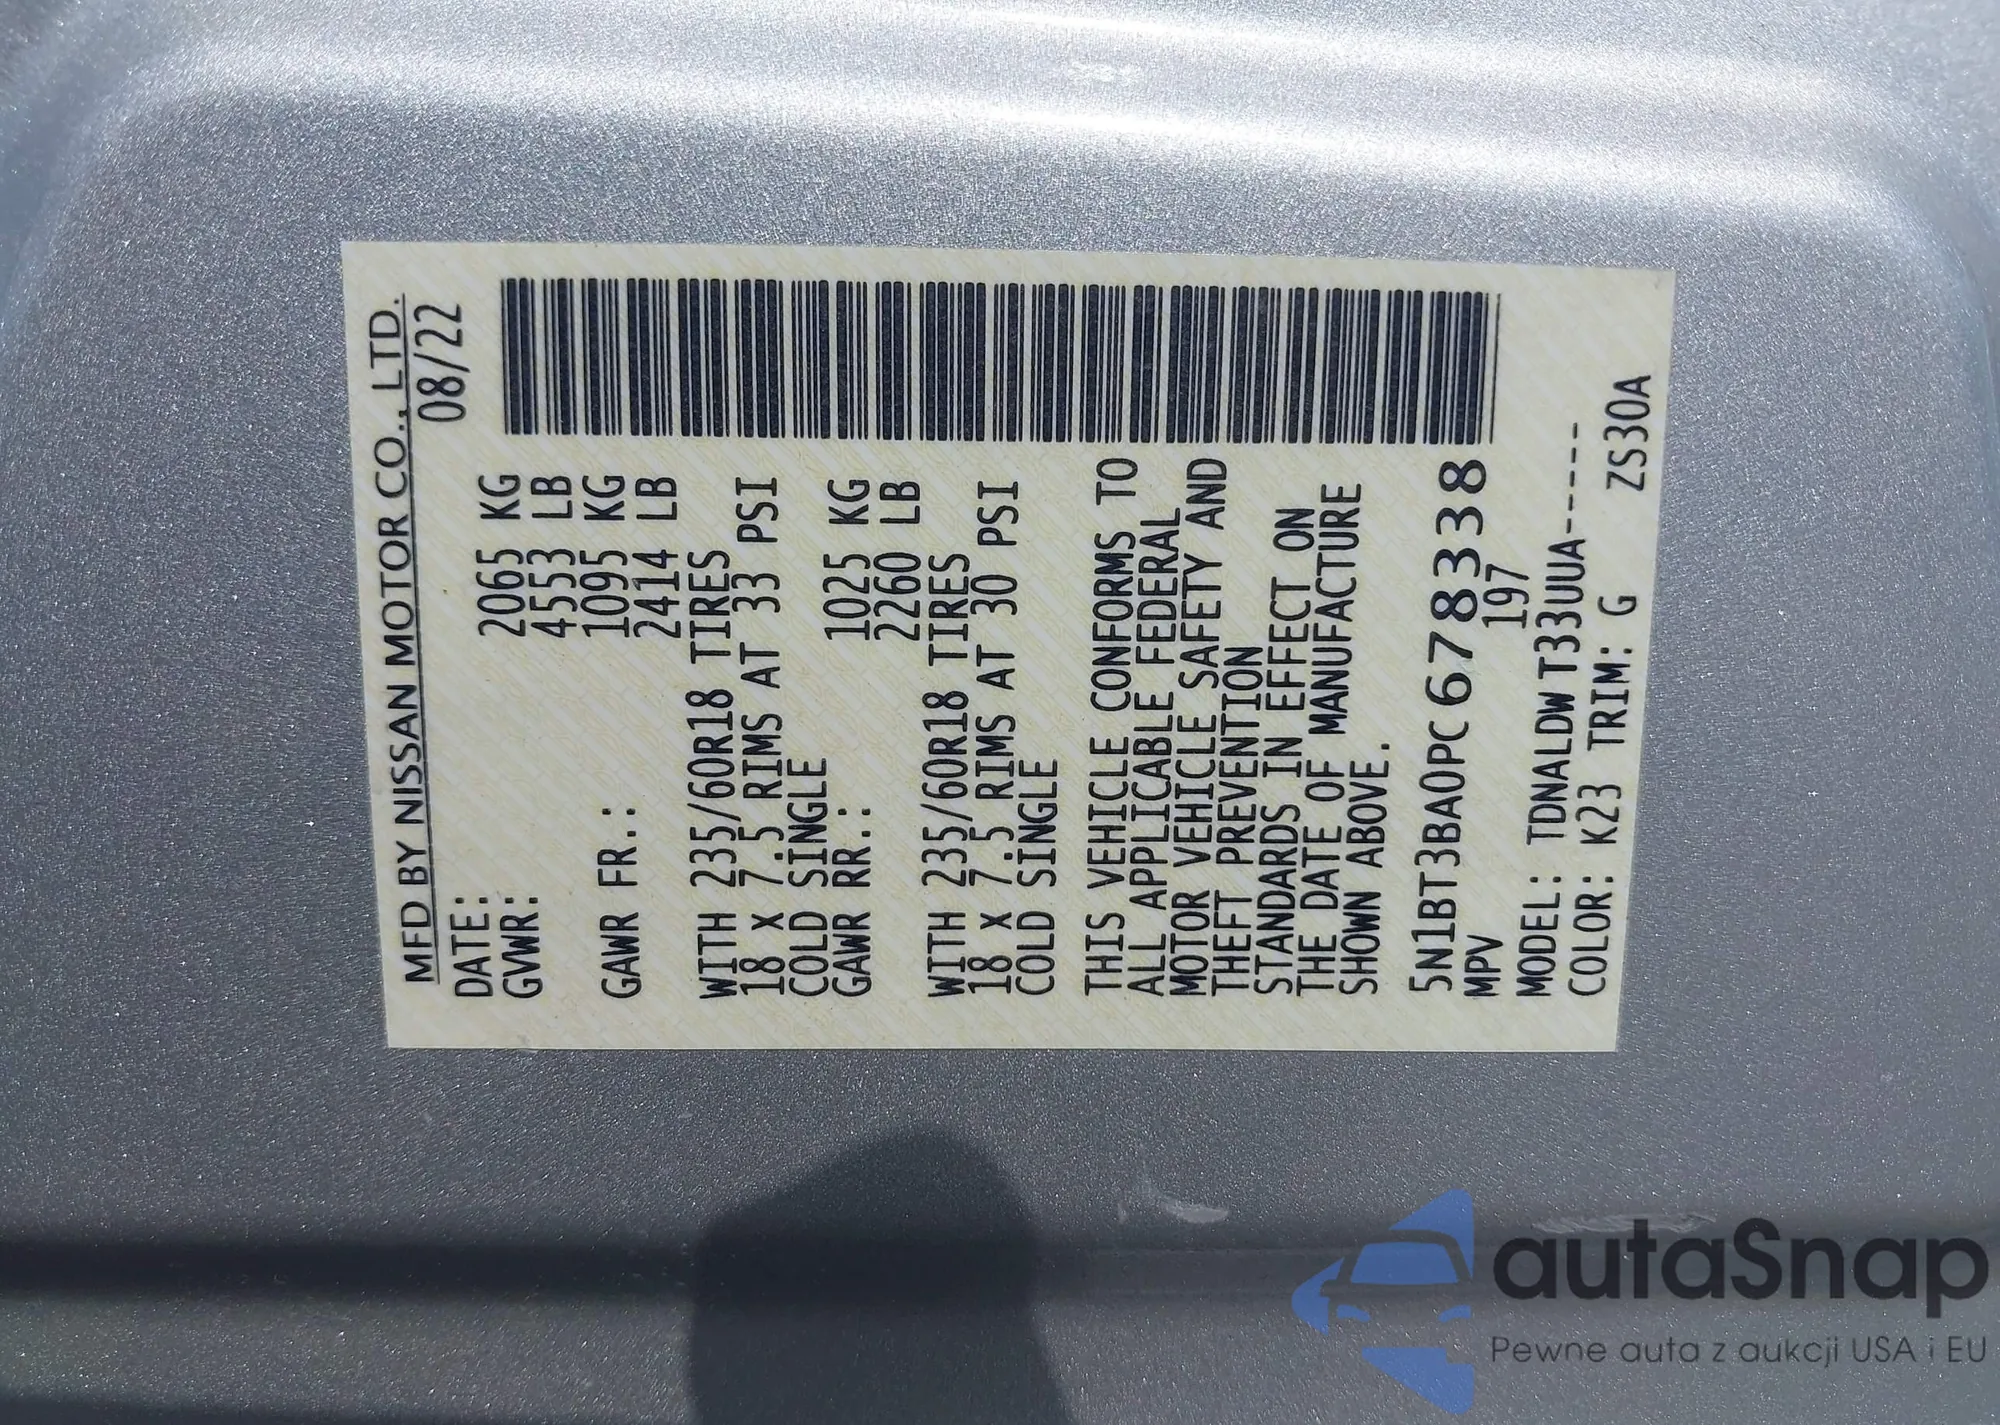 MFD BY NISSAN MOTOR CO., LTD.
DATE: 08/22
GVWR: 2065 KG
4553 LB
GAWR FR.: 1095 KG
2414 LB
WITH 235/60R18 TIRES
18 X 7.5 RIMS AT 33 PSI
COLD SINGLE
GAWR RR.: 1025 KG
2260 LB
WITH 235/60R18 TIRES
18 X 7.5 RIMS AT 30 PSI
COLD SINGLE
THIS VEHICLE CONFORMS TO
ALL APPLICABLE FEDERAL
MOTOR VEHICLE SAFETY AND
THEFT PREVENTION
STANDARDS IN EFFECT ON
THE DATE OF MANUFACTURE
SHOWN ABOVE.
5N1BT3BA0PC678338
MPV 197
MODEL: TDNALDW T33UUA-----
COLOR: K23 TRIM: G ZS30A
autaSnap
Pewne auta z aukcji USA i EU